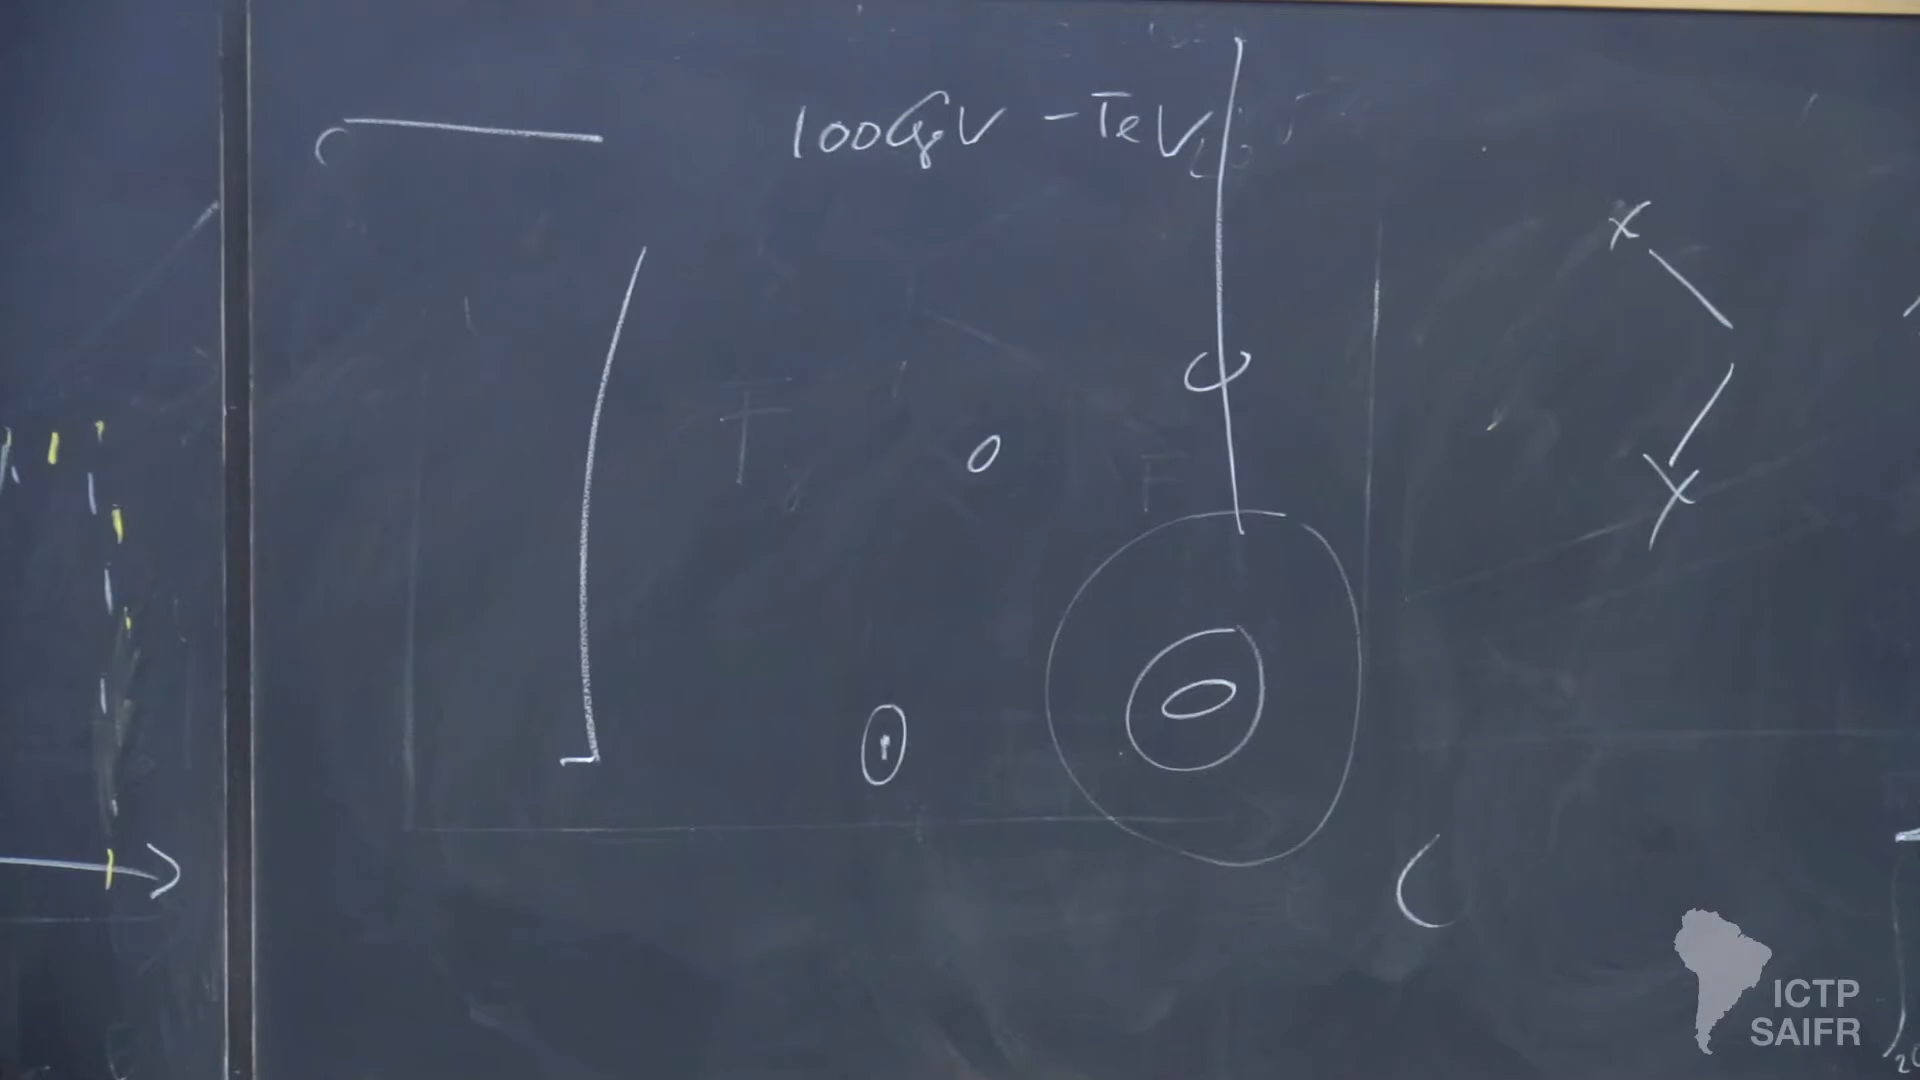 100GeV - TeV
X
X
ICTP
SAIFR